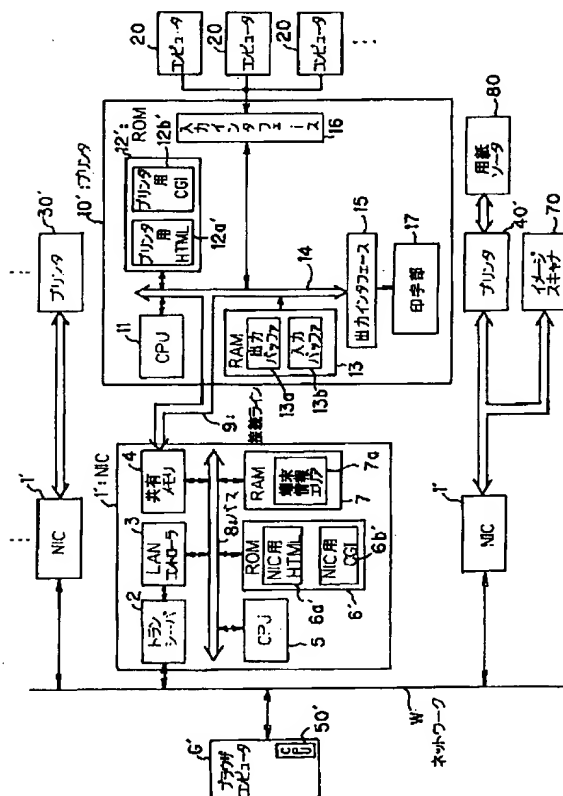 G'
ブラウザ
コンピュータ
CPU
50'
W
ネットワーク
1'
NIC
30'
プリンタ
1':NIC
2
トラン
シーバ
3
LAN
コントローラ
4
共有
メモリ
8:バス
5
CPU
6'
ROM
NIC用
HTML
6a'
NIC用
CGI
6b'
7
RAM
端末
情報
エリア
7a
9:
接続ライン
10':プリンタ
11
CPU
12':ROM
プリンタ用
HTML
12a'
プリンタ用
CGI
12b'
13
RAM
出力
バッファ
13a
入力
バッファ
13b
14
15
出力インタフェース
16
入力インタフェース
17
印字部
20
コンピュータ
20
コンピュータ
20
コンピュータ
1'
NIC
40'
プリンタ
70
イメージ
スキャナ
80
用紙
ソータ